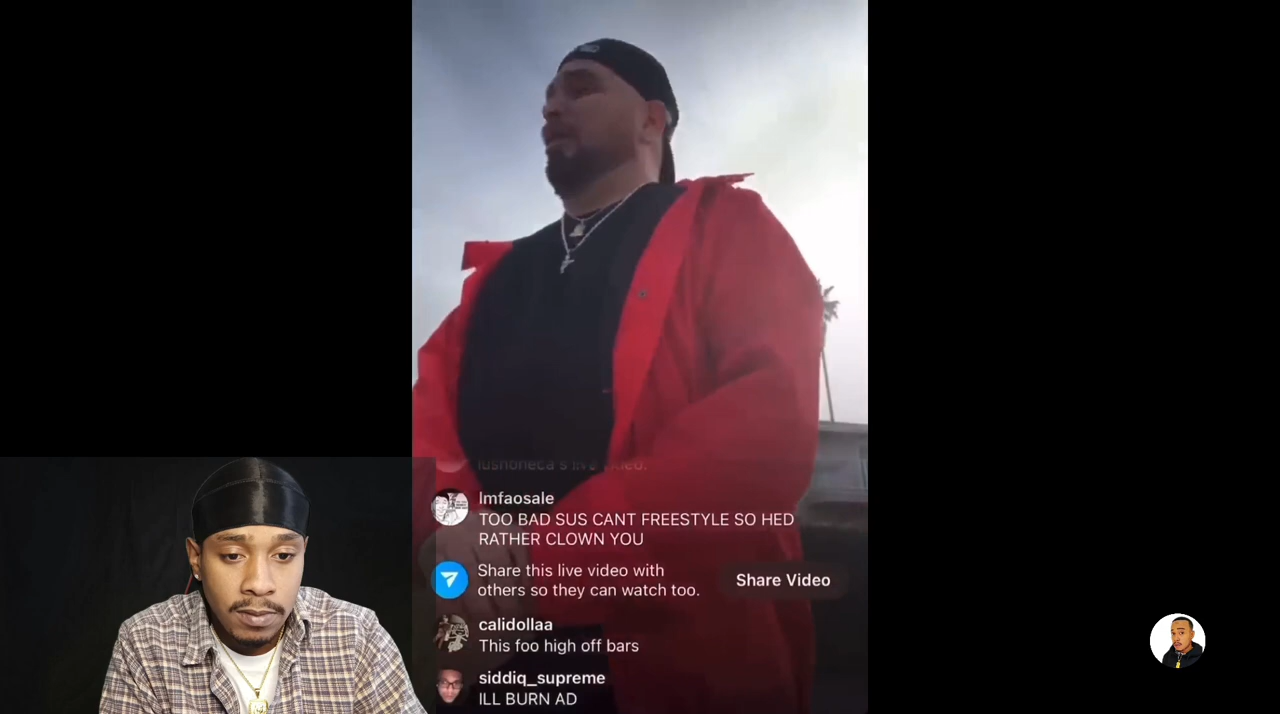 lmfaosale
TOO BAD SUS CANT FREESTYLE SO HED
RATHER CLOWN YOU
Share this live video with
others so they can watch too.
Share Video
calidollaa
This foo high off bars
siddiq_supreme
ILL BURN AD